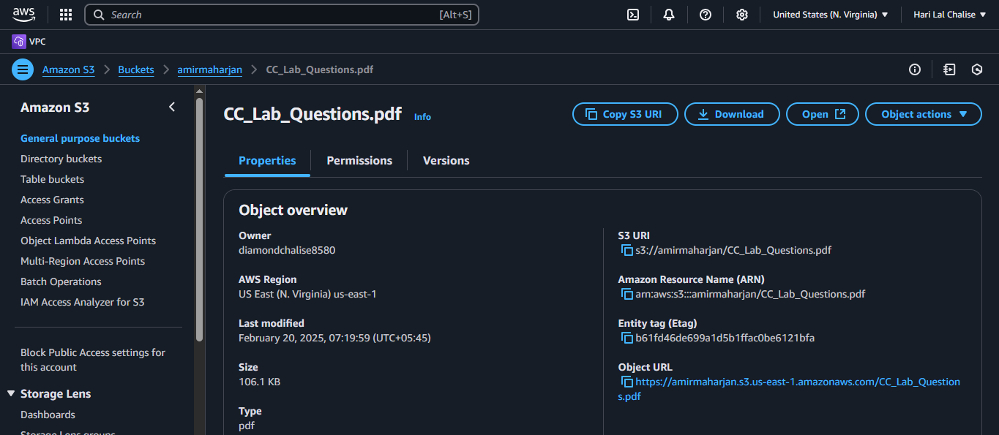 aws
Search [Alt+S]
United States (N. Virginia)
Hari Lal Chalise
VPC
Amazon S3
Buckets
amirmaharjan
CC_Lab_Questions.pdf
Amazon S3
General purpose buckets
Directory buckets
Table buckets
Access Grants
Access Points
Object Lambda Access Points
Multi-Region Access Points
Batch Operations
IAM Access Analyzer for S3
Block Public Access settings for
this account
Storage Lens
Dashboards
Storage Lens groups
CC_Lab_Questions.pdf Info
Copy S3 URI
Download
Open
Object actions
Properties
Permissions
Versions
Object overview
Owner
diamondchalise8580
AWS Region
US East (N. Virginia) us-east-1
Last modified
February 20, 2025, 07:19:59 (UTC+05:45)
Size
106.1 KB
Type
pdf
S3 URI
s3://amirmaharjan/CC_Lab_Questions.pdf
Amazon Resource Name (ARN)
arn:aws:s3:::amirmaharjan/CC_Lab_Questions.pdf
Entity tag (Etag)
b61fd46de699a1d5b1ffac0be6121bfa
Object URL
https://amirmaharjan.s3.us-east-1.amazonaws.com/CC_Lab_Question
s.pdf